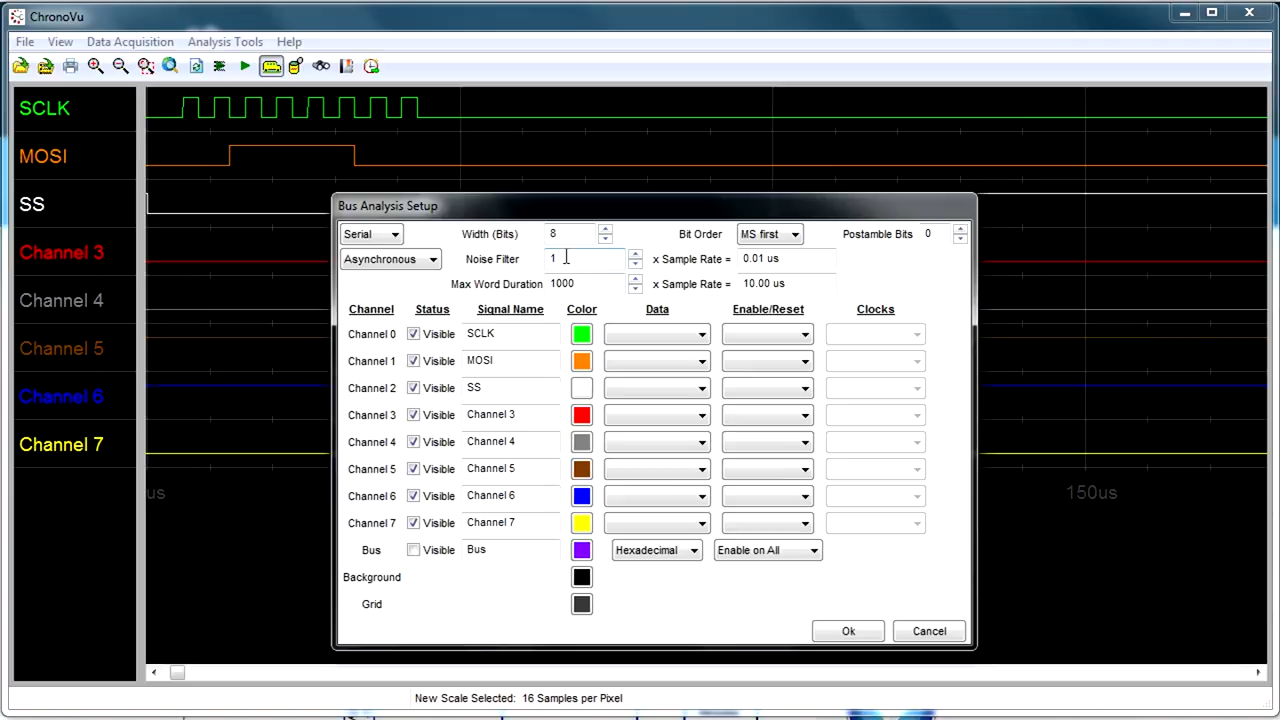 ChronoVu
File View Data Acquisition Analysis Tools Help
SCLK
MOSI
SS
Channel 3
Channel 4
Channel 5
Channel 6
Channel 7
us
150us
Bus Analysis Setup
Serial Width (Bits) 8 Bit Order MS first Postamble Bits 0
Asynchronous Noise Filter 1 x Sample Rate = 0.01 us
Max Word Duration 1000 x Sample Rate = 10.00 us
Channel Status Signal Name Color Data Enable/Reset Clocks
Channel 0 Visible SCLK
Channel 1 Visible MOSI
Channel 2 Visible SS
Channel 3 Visible Channel 3
Channel 4 Visible Channel 4
Channel 5 Visible Channel 5
Channel 6 Visible Channel 6
Channel 7 Visible Channel 7
Bus Visible Bus Hexadecimal Enable on All
Background
Grid
Ok Cancel
New Scale Selected: 16 Samples per Pixel